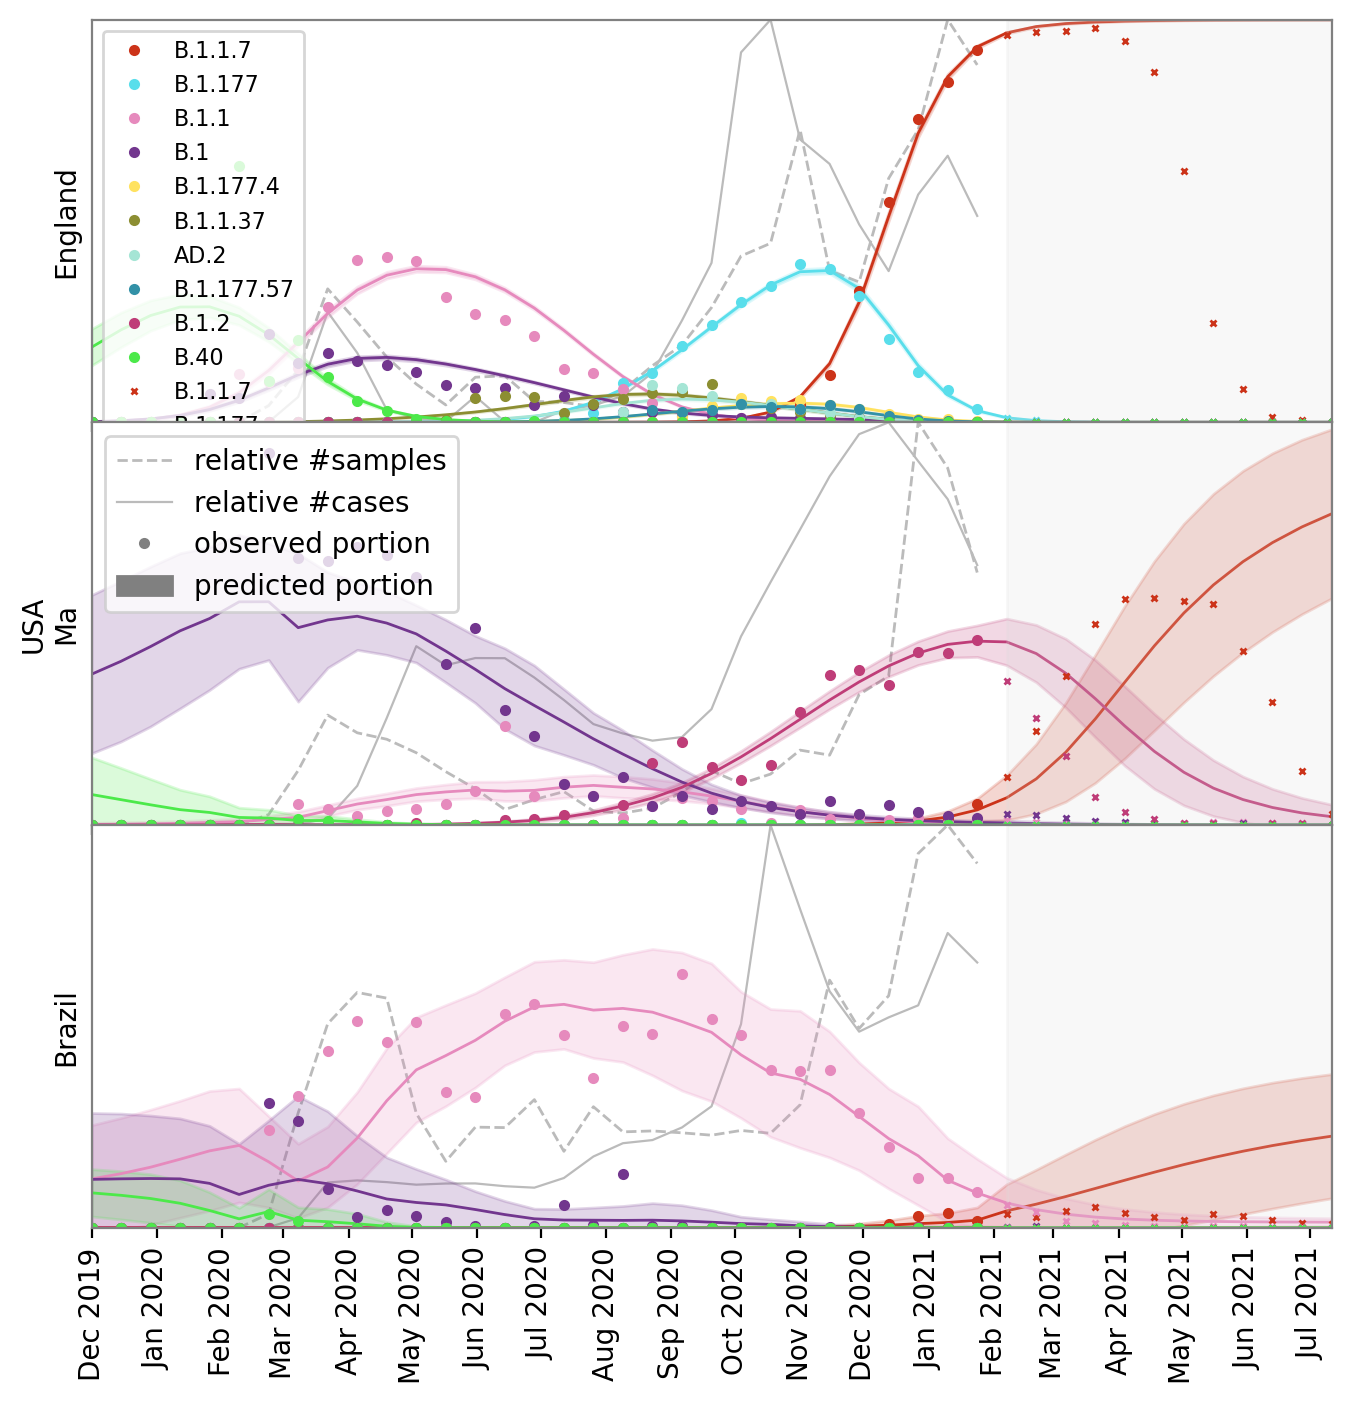 England
B.1.1.7
B.1.177
B.1.1
B.1
B.1.177.4
B.1.1.37
AD.2
B.1.177.57
B.1.2
B.40
B.1.1.7
USA
Ma
relative #samples
relative #cases
observed portion
predicted portion
Brazil
Dec 2019
Jan 2020
Feb 2020
Mar 2020
Apr 2020
May 2020
Jun 2020
Jul 2020
Aug 2020
Sep 2020
Oct 2020
Nov 2020
Dec 2020
Jan 2021
Feb 2021
Mar 2021
Apr 2021
May 2021
Jun 2021
Jul 2021